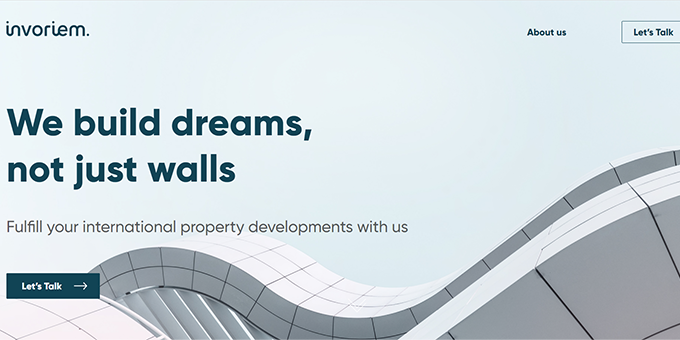 invoriem.
About us
Let's Talk
We build dreams,
not just walls
Fulfill your international property developments with us
Let's Talk